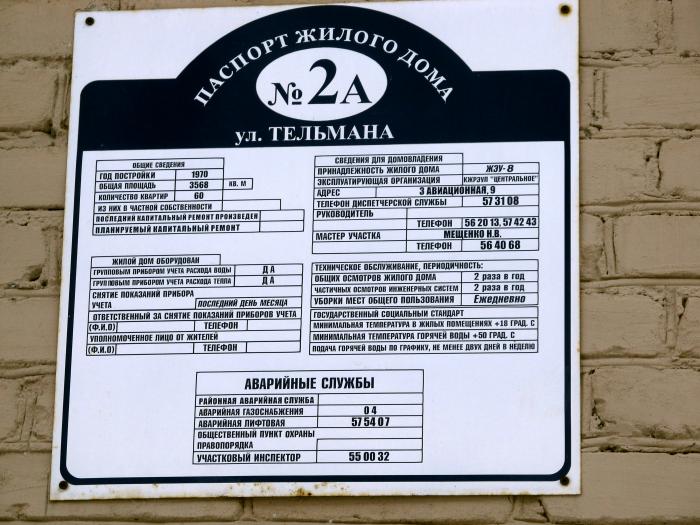 ПАСПОРТ ЖИЛОГО ДОМА
№ 2А
ул. ТЕЛЬМАНА
ОБЩИЕ СВЕДЕНИЯ
ГОД ПОСТРОЙКИ 1970
ОБЩАЯ ПЛОЩАДЬ 3568 КВ. М
КОЛИЧЕСТВО КВАРТИР 60
ИЗ НИХ В ЧАСТНОЙ СОБСТВЕННОСТИ
ПОСЛЕДНИЙ КАПИТАЛЬНЫЙ РЕМОНТ ПРОИЗВЕДЕН
ПЛАНИРУЕМЫЙ КАПИТАЛЬНЫЙ РЕМОНТ
ЖИЛОЙ ДОМ ОБОРУДОВАН
ГРУППОВЫМ ПРИБОРОМ УЧЕТА РАСХОДА ВОДЫ ДА
ГРУППОВЫМ ПРИБОРОМ УЧЕТА РАСХОДА ТЕПЛА ДА
СНЯТИЕ ПОКАЗАНИЙ ПРИБОРА
УЧЕТА ПОСЛЕДНИЙ ДЕНЬ МЕСЯЦА
ОТВЕТСТВЕННЫЙ ЗА СНЯТИЕ ПОКАЗАНИЙ ПРИБОРОВ УЧЕТА
(Ф.И.О) ТЕЛЕФОН
УПОЛНОМОЧЕННОЕ ЛИЦО ОТ ЖИТЕЛЕЙ
(Ф.И.О) ТЕЛЕФОН
СВЕДЕНИЯ ДЛЯ ДОМОВЛАДЕНИЯ
ПРИНАДЛЕЖНОСТЬ ЖИЛОГО ДОМА ЖЭУ-8
ЭКСПЛУАТИРУЮЩАЯ ОРГАНИЗАЦИЯ КЖРЭУП "ЦЕНТРАЛЬНОЕ"
АДРЕС 3 АВИАЦИОННАЯ, 9
ТЕЛЕФОН ДИСПЕТЧЕРСКОЙ СЛУЖБЫ 57 31 08
РУКОВОДИТЕЛЬ
ТЕЛЕФОН 56 20 13, 57 42 43
МАСТЕР УЧАСТКА МЕЩЕНКО Н.В.
ТЕЛЕФОН 56 40 68
ТЕХНИЧЕСКОЕ ОБСЛУЖИВАНИЕ, ПЕРИОДИЧНОСТЬ:
ОБЩИХ ОСМОТРОВ ЖИЛОГО ДОМА 2 раза в год
ЧАСТИЧНЫХ ОСМОТРОВ ИНЖЕНЕРНЫХ СИСТЕМ 2 раза в год
УБОРКИ МЕСТ ОБЩЕГО ПОЛЬЗОВАНИЯ Ежедневно
ГОСУДАРСТВЕННЫЙ СОЦИАЛЬНЫЙ СТАНДАРТ
МИНИМАЛЬНАЯ ТЕМПЕРАТУРА В ЖИЛЫХ ПОМЕЩЕНИЯХ +18 ГРАД. С
МИНИМАЛЬНАЯ ТЕМПЕРАТУРА ГОРЯЧЕЙ ВОДЫ +50 ГРАД. С
ПОДАЧА ГОРЯЧЕЙ ВОДЫ ПО ГРАФИКУ, НЕ МЕНЕЕ ДВУХ ДНЕЙ В НЕДЕЛЮ
АВАРИЙНЫЕ СЛУЖБЫ
РАЙОННАЯ АВАРИЙНАЯ СЛУЖБА
АВАРИЙНАЯ ГАЗОСНАБЖЕНИЯ 04
АВАРИЙНАЯ ЛИФТОВАЯ 57 54 07
ОБЩЕСТВЕННЫЙ ПУНКТ ОХРАНЫ
ПРАВОПОРЯДКА
УЧАСТКОВЫЙ ИНСПЕКТОР 55 00 32